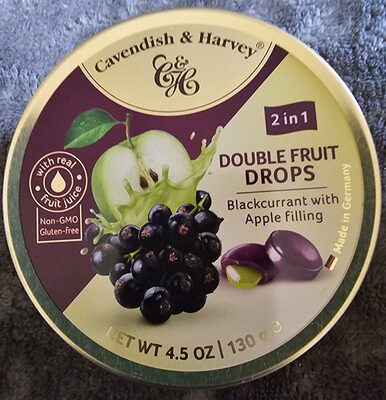 Cavendish & Harvey®
C&H
2 in 1
DOUBLE FRUIT
DROPS
Blackcurrant with
Apple filling
with real
fruit juice
Non-GMO
Gluten-free
Made in Germany
NET WT 4.5 OZ | 130 g e